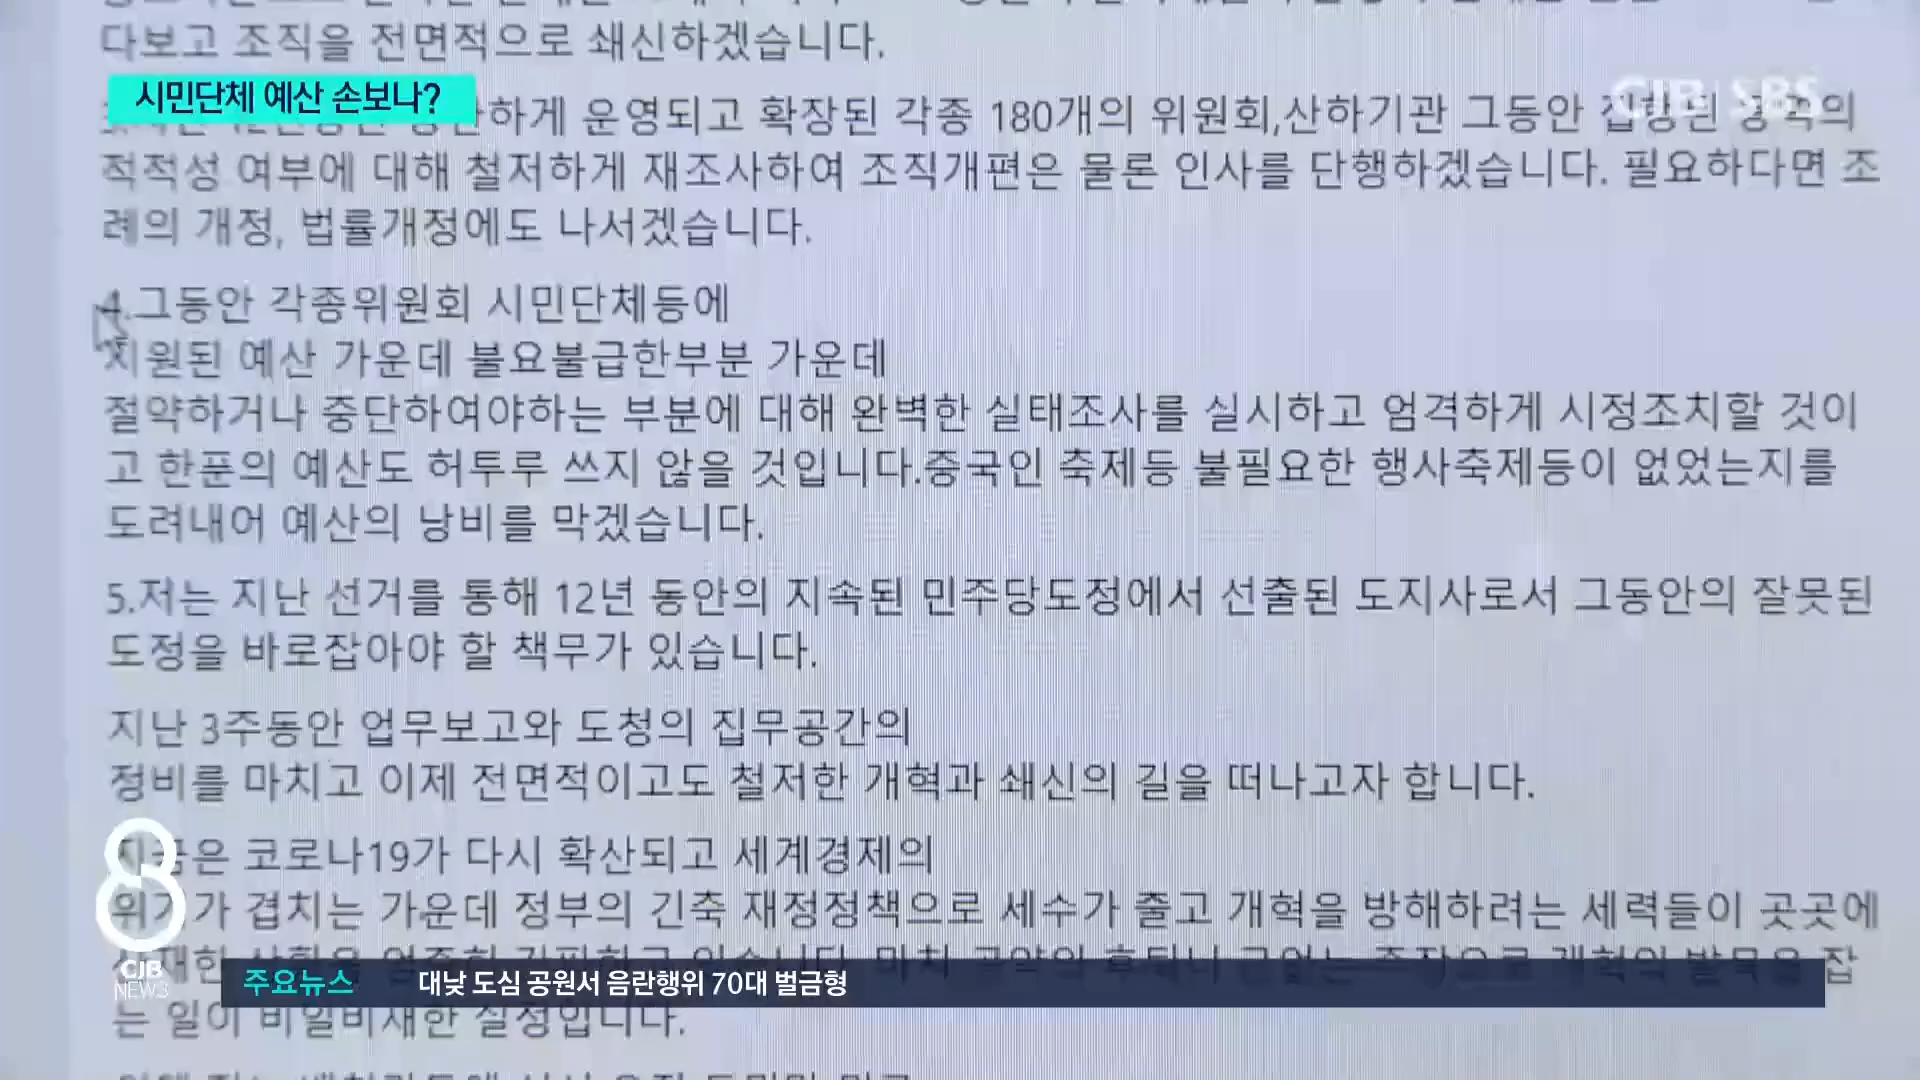 다보고 조직을 전면적으로 쇄신하겠습니다.
시민단체 예산 손보나?
CJB SBS
하게 운영되고 확장된 각종 180개의 위원회,산하기관 그동안 집행된
적적성 여부에 대해 철저하게 재조사하여 조직개편은 물론 인사를 단행하겠습니다. 필요하다면 조
례의 개정, 법률개정에도 나서겠습니다.
4.그동안 각종위원회 시민단체등에
지원된 예산 가운데 불요불급한부분 가운데
절약하거나 중단하여야하는 부분에 대해 완벽한 실태조사를 실시하고 엄격하게 시정조치할 것이
고 한푼의 예산도 허투루 쓰지 않을 것입니다.중국인 축제등 불필요한 행사축제등이 없었는지를
도려내어 예산의 낭비를 막겠습니다.
5.저는 지난 선거를 통해 12년 동안의 지속된 민주당도정에서 선출된 도지사로서 그동안의 잘못된
도정을 바로잡아야 할 책무가 있습니다.
지난 3주동안 업무보고와 도청의 집무공간의
정비를 마치고 이제 전면적이고도 철저한 개혁과 쇄신의 길을 떠나고자 합니다.
지금은 코로나19가 다시 확산되고 세계경제의
위기가 겹치는 가운데 정부의 긴축 재정정책으로 세수가 줄고 개혁을 방해하려는 세력들이 곳곳에
잡
는 일이 비일비재한 실정입니다.
8
CJB
NEWS
주요뉴스 대낮 도심 공원서 음란행위 70대 벌금형